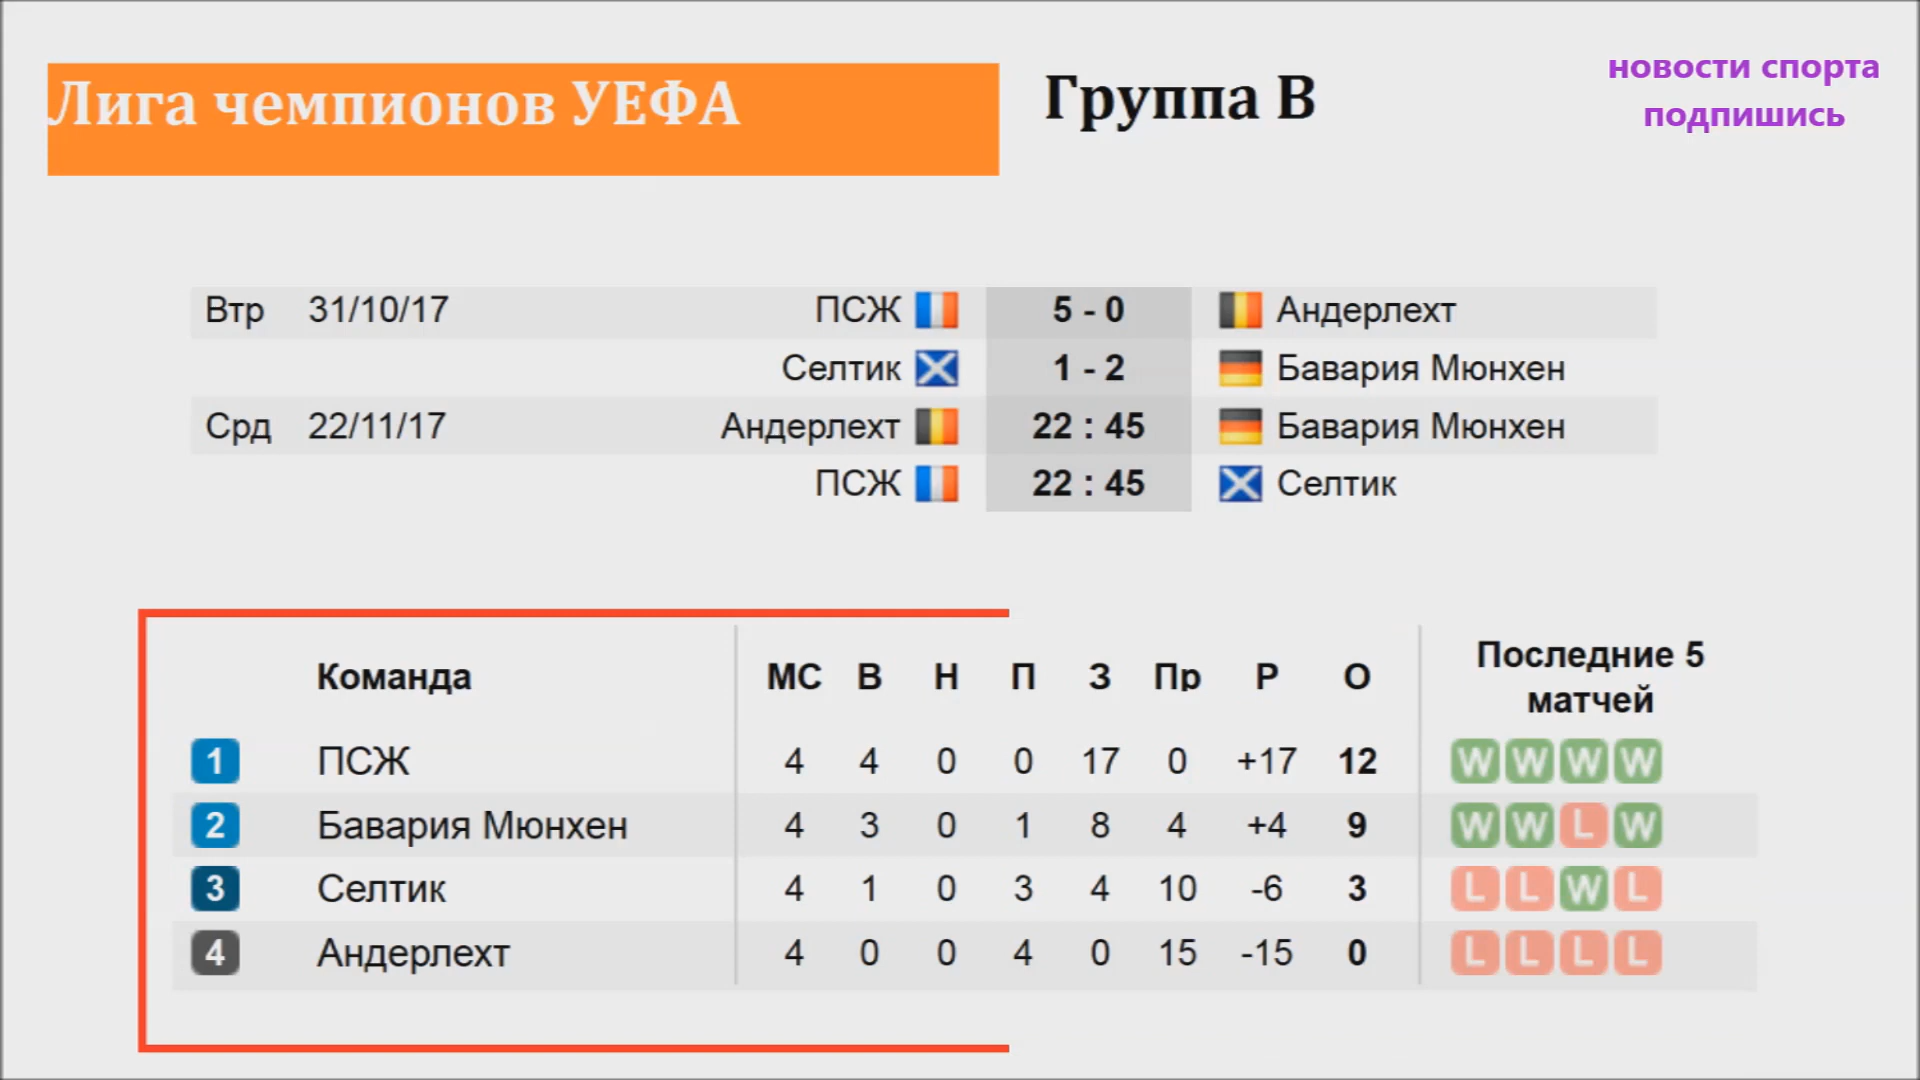 Лига чемпионов УЕФА
Группа В
новости спорта
подпишись
Втр 31/10/17 ПСЖ 5 - 0 Андерлехт
Селтик 1 - 2 Бавария Мюнхен
Срд 22/11/17 Андерлехт 22 : 45 Бавария Мюнхен
ПСЖ 22 : 45 Селтик
Команда МС В Н П З Пр Р О Последние 5
матчей
1 ПСЖ 4 4 0 0 17 0 +17 12 W W W W
2 Бавария Мюнхен 4 3 0 1 8 4 +4 9 W W L W
3 Селтик 4 1 0 3 4 10 -6 3 L L W L
4 Андерлехт 4 0 0 4 0 15 -15 0 L L L L